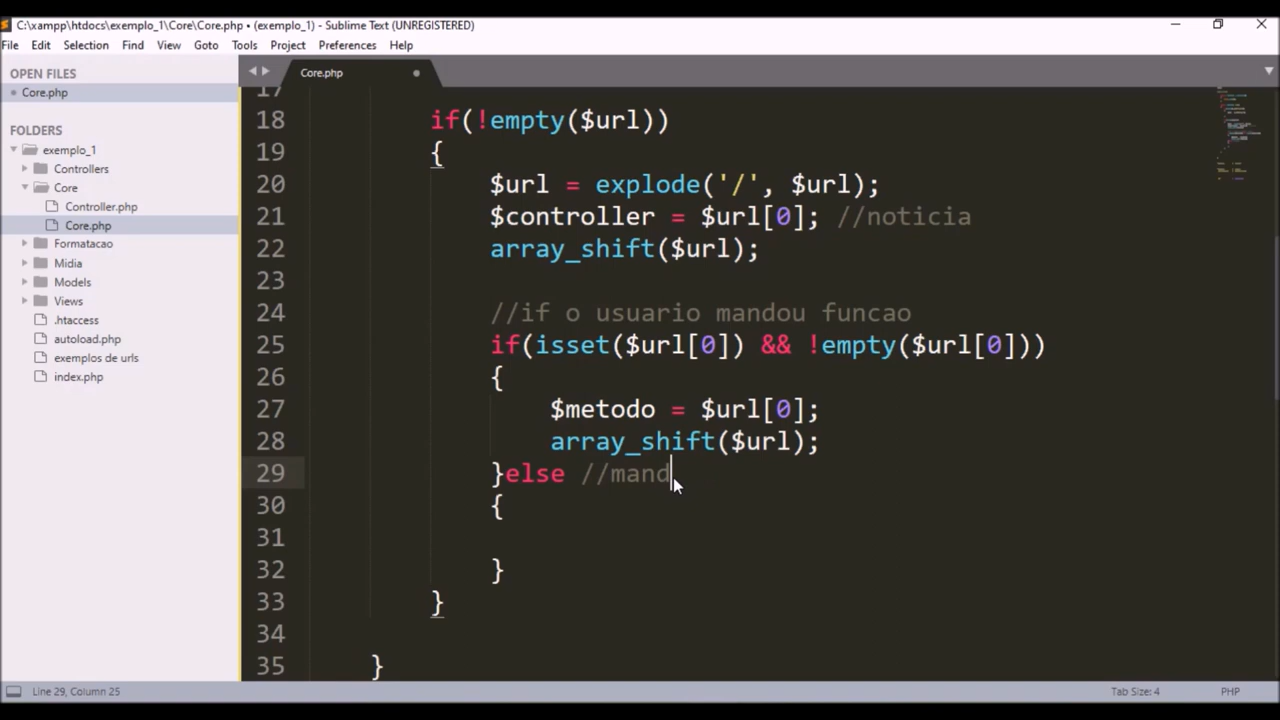 C:\xampp\htdocs\exemplo_1\Core\Core.php • (exemplo_1) - Sublime Text (UNREGISTERED)
File Edit Selection Find View Goto Tools Project Preferences Help
OPEN FILES
Core.php
FOLDERS
exemplo_1
Controllers
Core
Controller.php
Core.php
Formatacao
Midia
Models
Views
.htaccess
autoload.php
exemplos de urls
index.php
Core.php
17
18 if(!empty($url))
19 {
20 $url = explode('/', $url);
21 $controller = $url[0]; //noticia
22 array_shift($url);
23
24 //if o usuario mandou funcao
25 if(isset($url[0]) && !empty($url[0]))
26 {
27 $metodo = $url[0];
28 array_shift($url);
29 }else //mand
30 {
31
32 }
33 }
34
35 }
Line 29, Column 25
Tab Size: 4
PHP